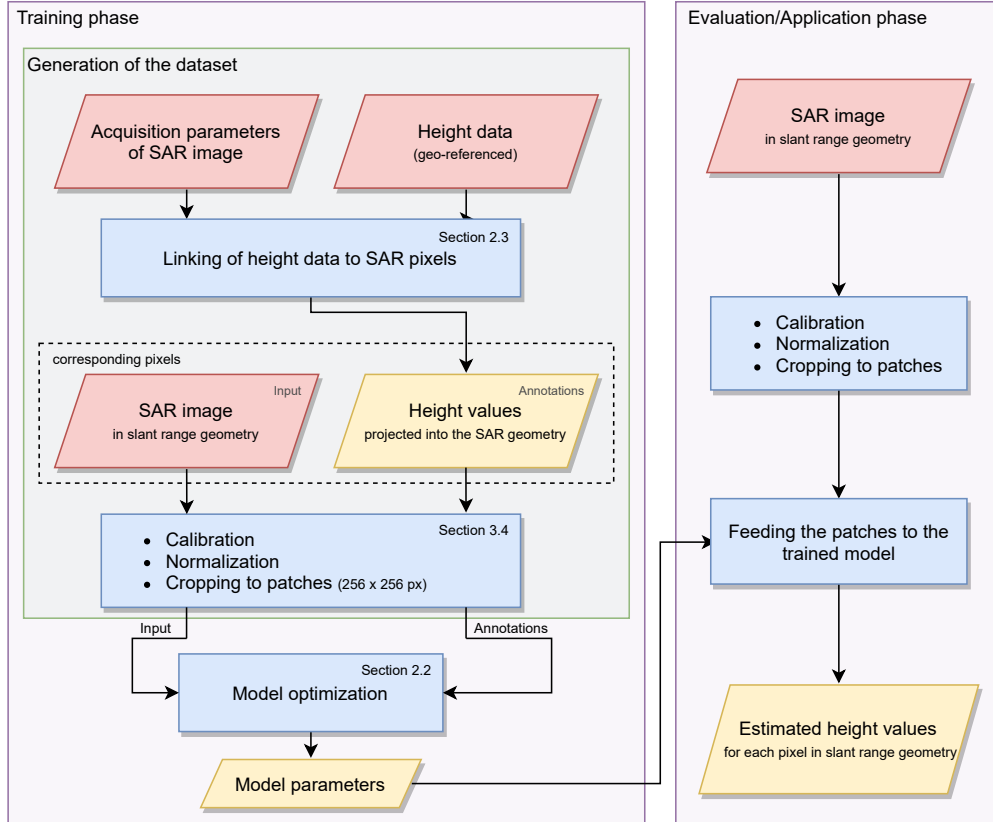 Training phase
Generation of the dataset
Acquisition parameters
of SAR image
Height data
(geo-referenced)
Section 2.3
Linking of height data to SAR pixels
corresponding pixels
Input
SAR image
in slant range geometry
Annotations
Height values
projected into the SAR geometry
Section 3.4
• Calibration
• Normalization
• Cropping to patches (256 x 256 px)
Input
Annotations
Section 2.2
Model optimization
Model parameters
Evaluation/Application phase
SAR image
in slant range geometry
• Calibration
• Normalization
• Cropping to patches
Feeding the patches to the
trained model
Estimated height values
for each pixel in slant range geometry